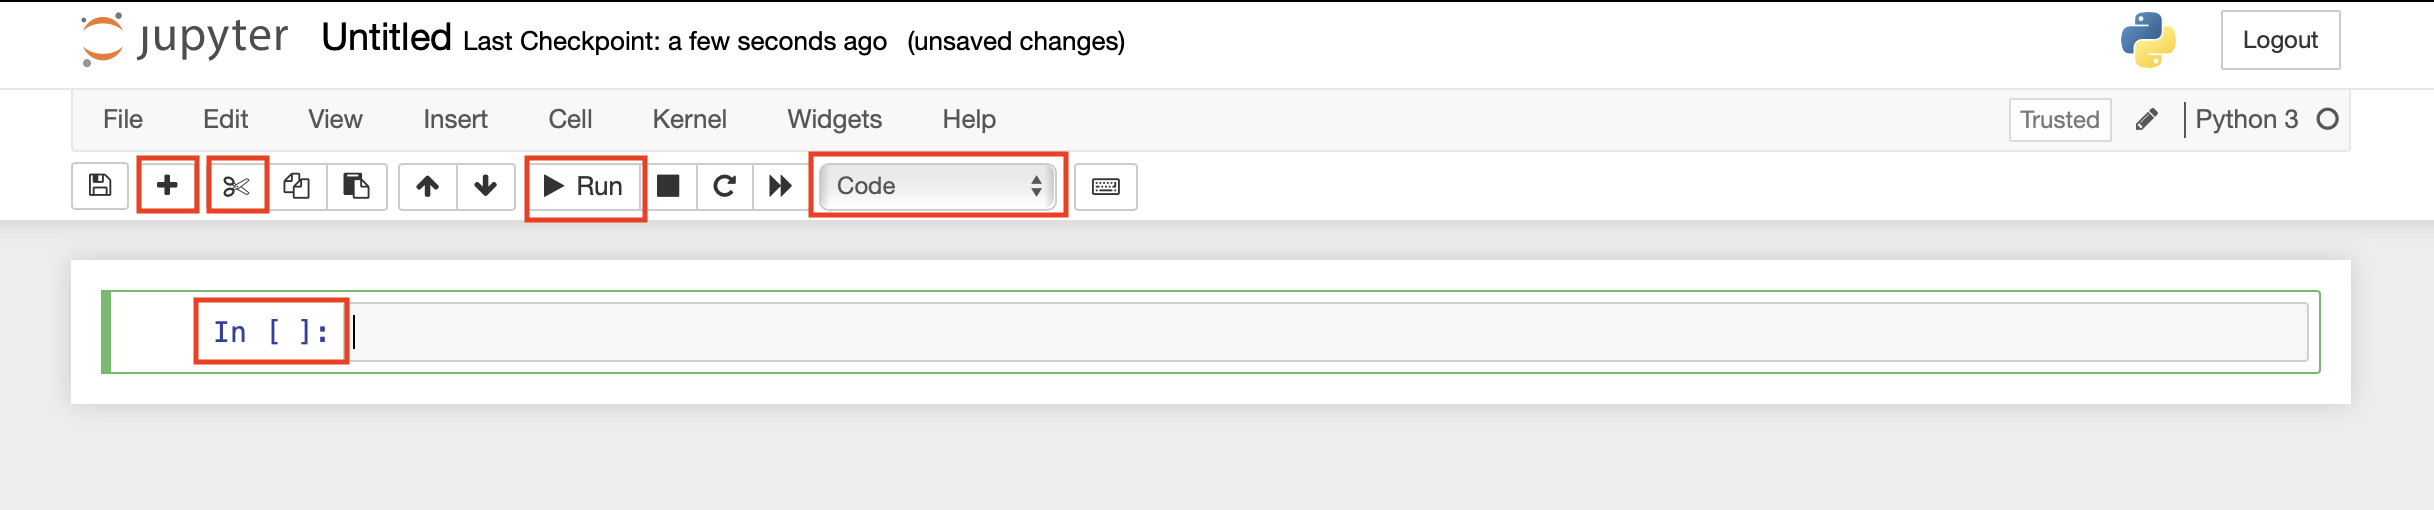 jupyter Untitled Last Checkpoint: a few seconds ago (unsaved changes) Logout
File Edit View Insert Cell Kernel Widgets Help Trusted Python 3
Run Code
In [ ]: